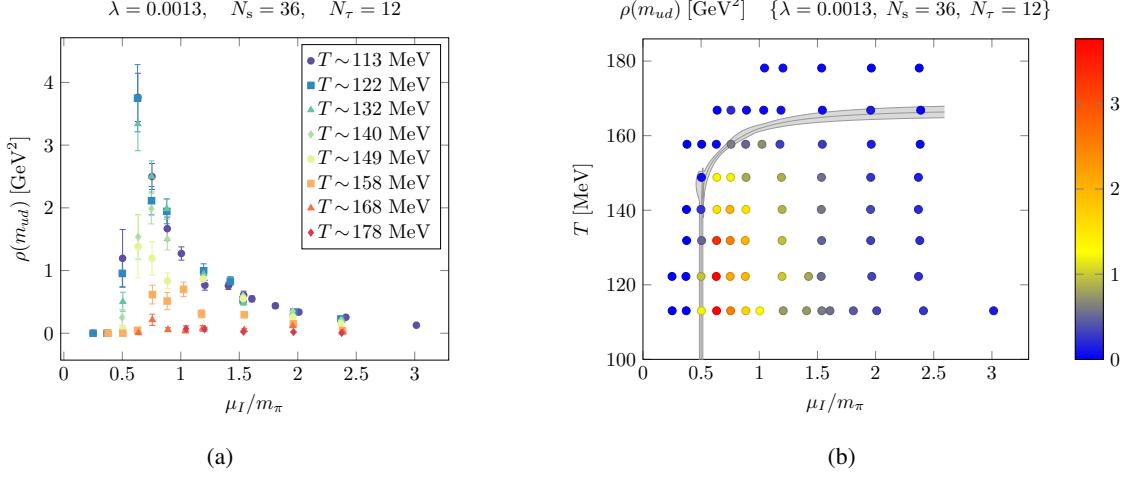 λ = 0.0013, N_s = 36, N_τ = 12
4
3
2
1
0
ρ(m_ud) [GeV²]
0 0.5 1 1.5 2 2.5 3
μ_I/m_π
T ∼ 113 MeV
T ∼ 122 MeV
T ∼ 132 MeV
T ∼ 140 MeV
T ∼ 149 MeV
T ∼ 158 MeV
T ∼ 168 MeV
T ∼ 178 MeV
(a)
ρ(m_ud) [GeV²] {λ = 0.0013, N_s = 36, N_τ = 12}
180
160
140
120
100
T [MeV]
0 0.5 1 1.5 2 2.5 3
μ_I/m_π
3
2
1
0
(b)